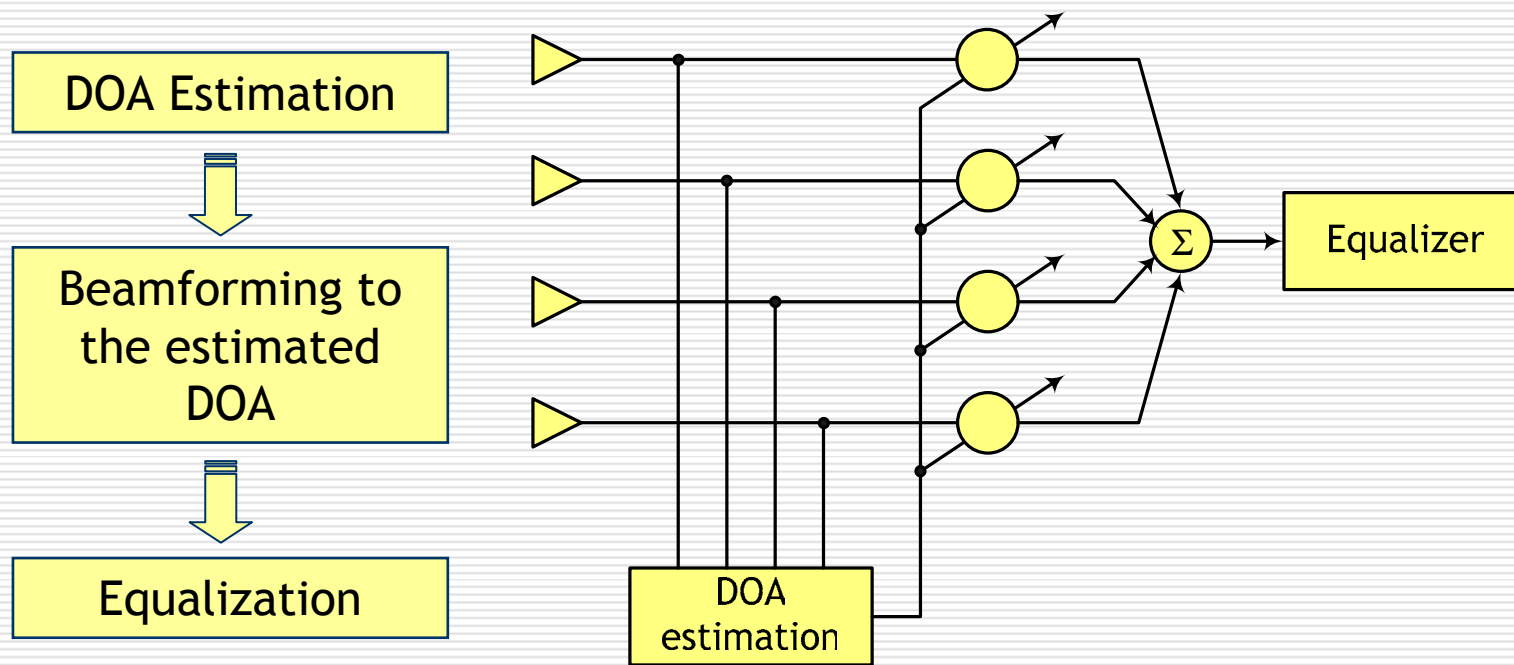 DOA Estimation
Beamforming to
the estimated
DOA
Equalization
DOA
estimation
Σ
Equalizer